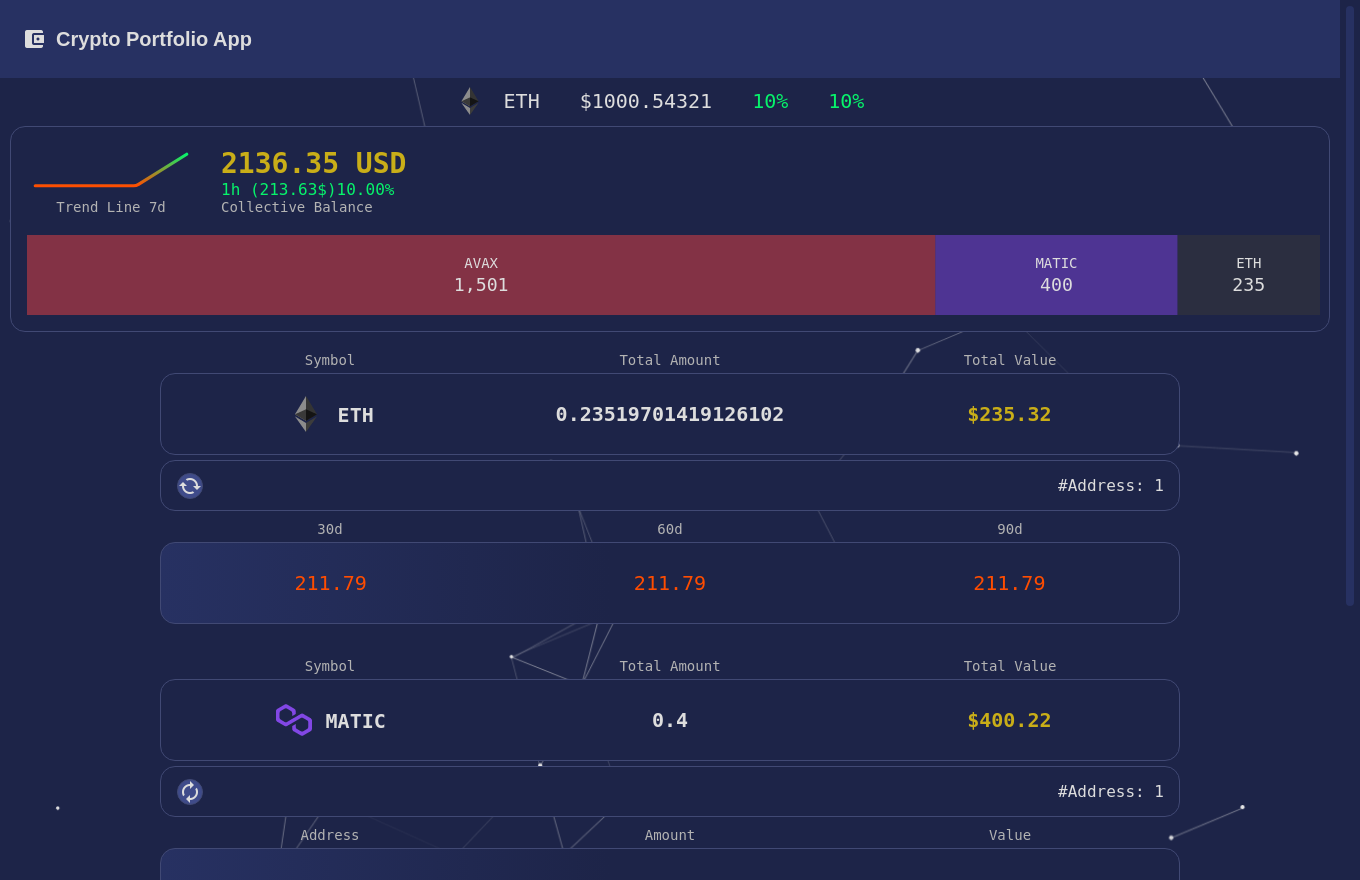 Crypto Portfolio App
ETH $1000.54321 10% 10%
2136.35 USD
1h (213.63$)10.00%
Trend Line 7d
Collective Balance
AVAX
1,501
MATIC
400
ETH
235
Symbol Total Amount Total Value
ETH 0.23519701419126102 $235.32
#Address: 1
30d 60d 90d
211.79 211.79 211.79
Symbol Total Amount Total Value
MATIC 0.4 $400.22
#Address: 1
Address Amount Value